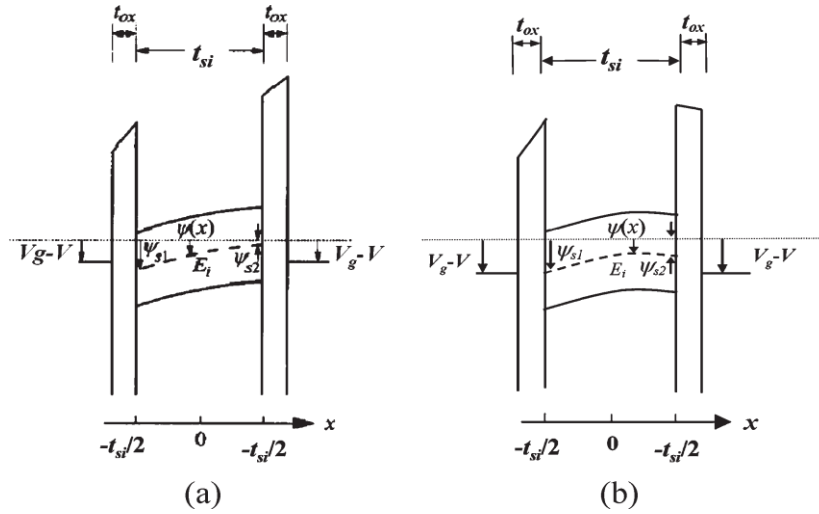 t_ox t_ox
t_si
ψ(x)
Vg-V ψ_s1 E_i ψ_s2 V_g-V
x
-t_si/2 0 -t_si/2
(a)
t_ox t_ox
t_si
ψ(x)
V_g-V ψ_s1 E_i ψ_s2 V_g-V
x
-t_si/2 0 -t_si/2
(b)